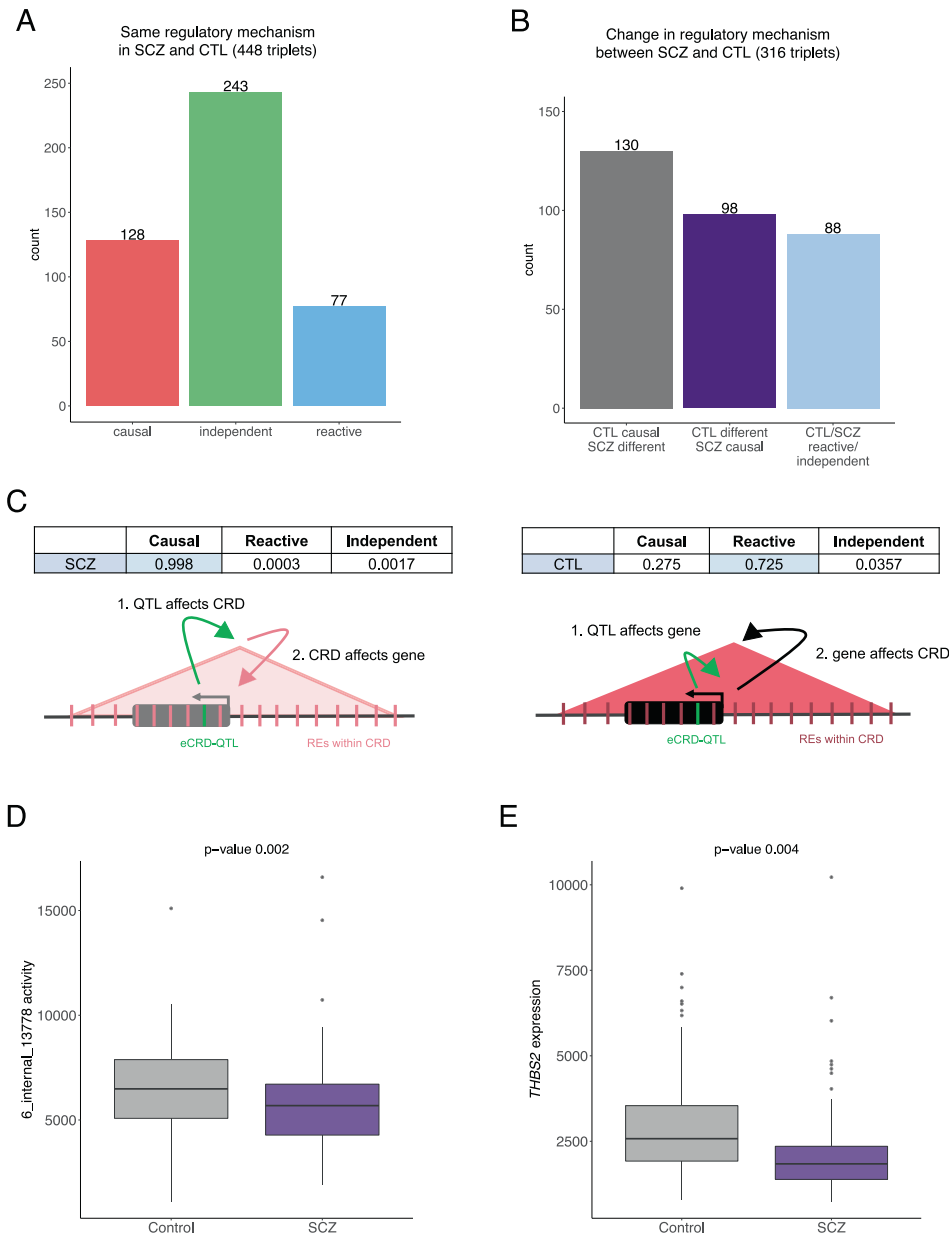 A
Same regulatory mechanism
in SCZ and CTL (448 triplets)
count
250
200
150
100
50
0
128
243
77
causal
independent
reactive
B
Change in regulatory mechanism
between SCZ and CTL (316 triplets)
count
150
100
50
0
130
98
88
CTL causal
SCZ different
CTL different
SCZ causal
CTL/SCZ
reactive/
independent
C
Causal Reactive Independent
SCZ 0.998 0.0003 0.0017
1. QTL affects CRD
2. CRD affects gene
eCRD-QTL
REs within CRD
Causal Reactive Independent
CTL 0.275 0.725 0.0357
1. QTL affects gene
2. gene affects CRD
eCRD-QTL
REs within CRD
D
p−value 0.002
6_internal_13778 activity
15000
10000
5000
Control
SCZ
E
p−value 0.004
THBS2 expression
10000
7500
5000
2500
Control
SCZ